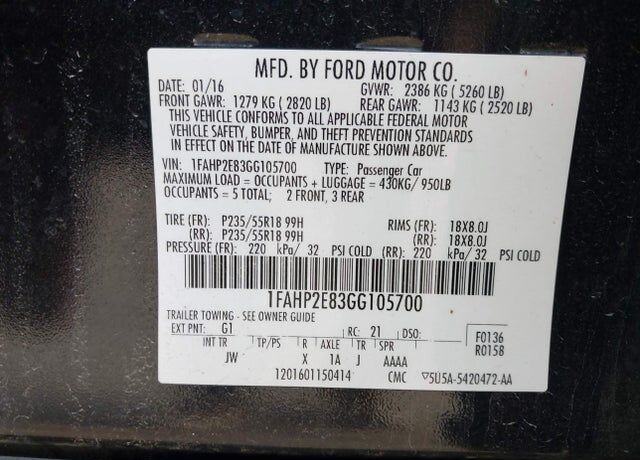 MFD. BY FORD MOTOR CO.
DATE: 01/16 GVWR: 2386 KG ( 5260 LB)
FRONT GAWR: 1279 KG ( 2820 LB) REAR GAWR: 1143 KG ( 2520 LB)
THIS VEHICLE CONFORMS TO ALL APPLICABLE FEDERAL MOTOR
VEHICLE SAFETY, BUMPER, AND THEFT PREVENTION STANDARDS
IN EFFECT ON THE DATE OF MANUFACTURE SHOWN ABOVE.
VIN: 1FAHP2E83GG105700 TYPE: Passenger Car
MAXIMUM LOAD = OCCUPANTS + LUGGAGE = 430KG/ 950LB
OCCUPANTS = 5 TOTAL; 2 FRONT, 3 REAR
TIRE (FR): P235/55R18 99H RIMS (FR): 18X8.0J
(RR): P235/55R18 99H (RR): 18X8.0J
PRESSURE (FR): 220 kPa/ 32 PSI COLD (RR): 220 kPa/ 32 PSI COLD
1FAHP2E83GG105700
TRAILER TOWING - SEE OWNER GUIDE
EXT PNT: G1 RC: 21 DSO: F0136
INT TR TP/PS R AXLE TR SPR R0158
JW X 1A J AAAA
1201601150414 CMC ▽5U5A-5420472-AA